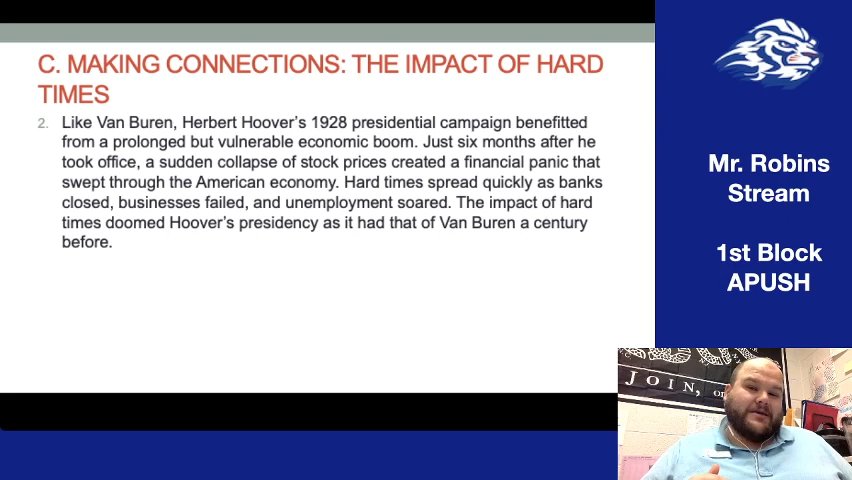 C. MAKING CONNECTIONS: THE IMPACT OF HARD
TIMES
2. Like Van Buren, Herbert Hoover's 1928 presidential campaign benefitted
from a prolonged but vulnerable economic boom. Just six months after he
took office, a sudden collapse of stock prices created a financial panic that
swept through the American economy. Hard times spread quickly as banks
closed, businesses failed, and unemployment soared. The impact of hard
times doomed Hoover's presidency as it had that of Van Buren a century
before.
Mr. Robins
Stream
1st Block
APUSH
JOIN,